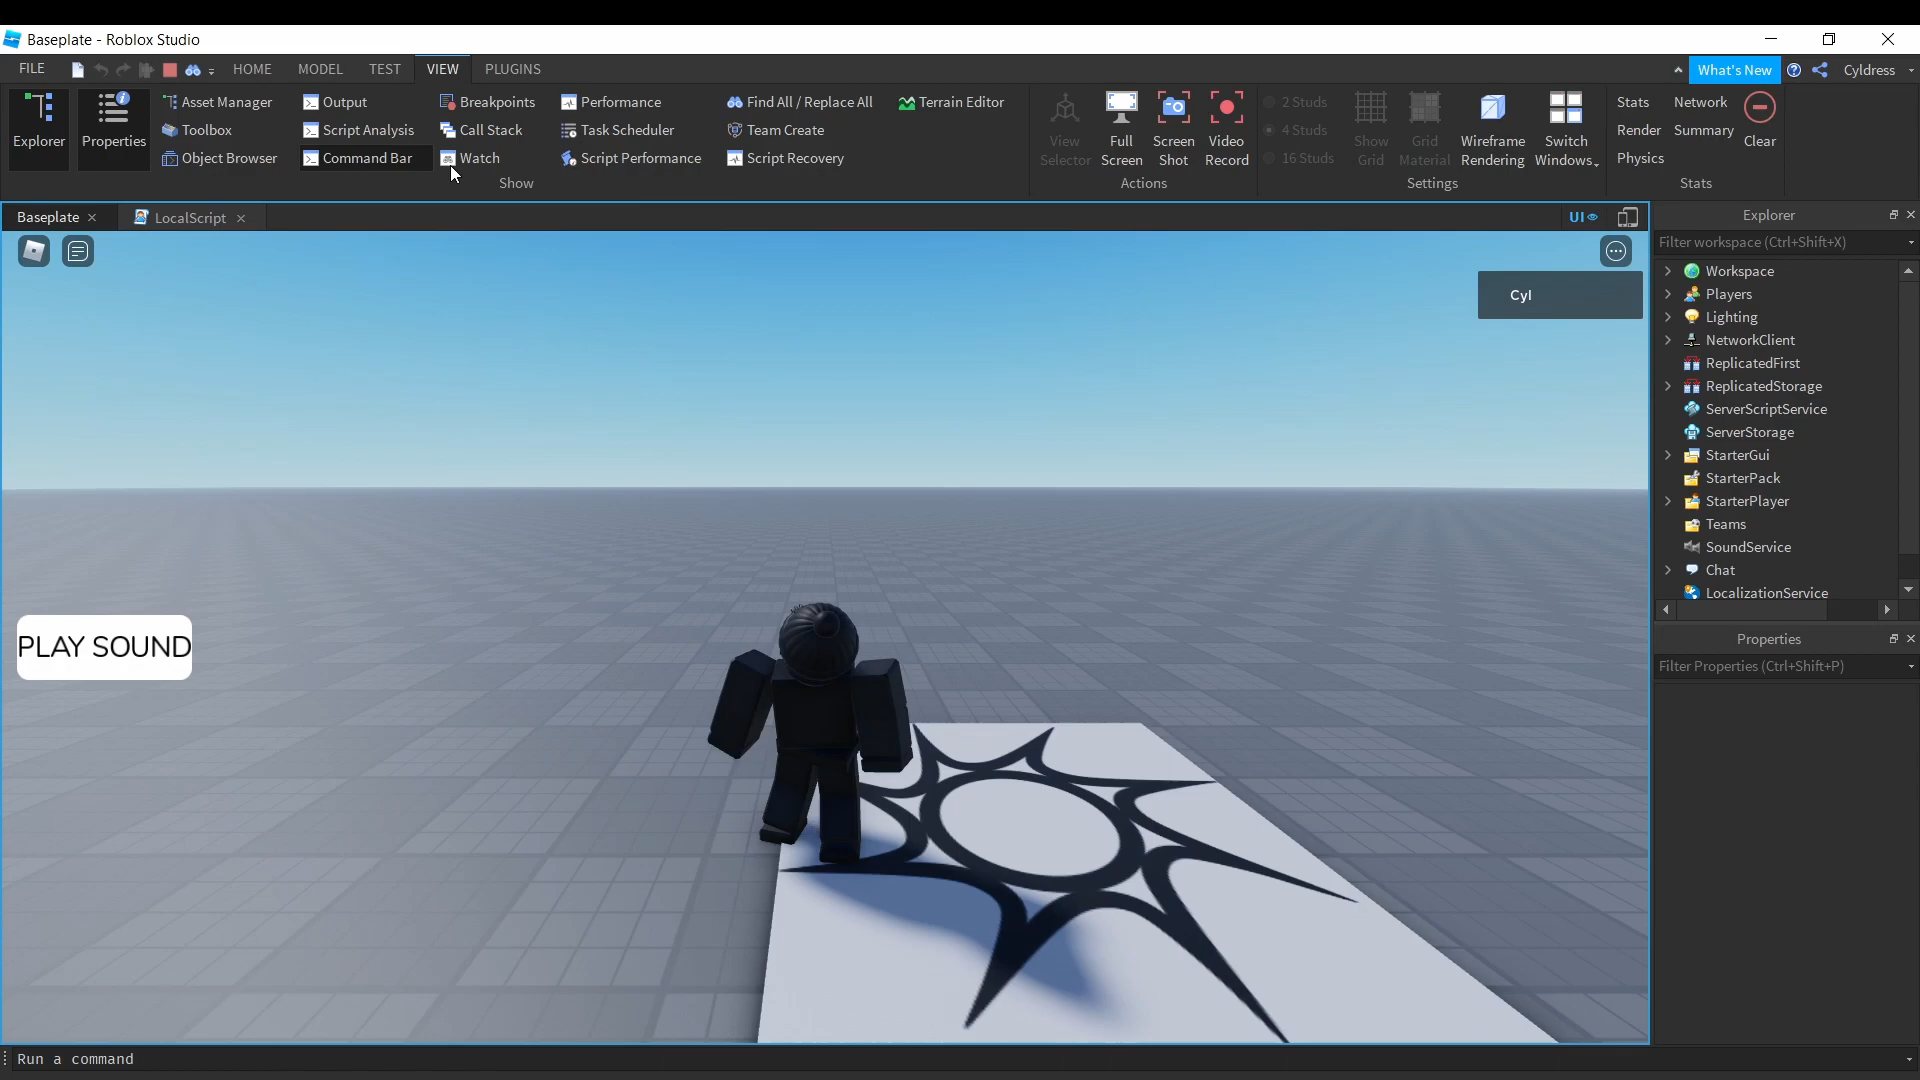 Baseplate - Roblox Studio
FILE HOME MODEL TEST VIEW PLUGINS What's New Cyldress
Asset Manager Output Breakpoints Performance Find All / Replace All Terrain Editor 2 Studs Stats Network
Explorer Properties Toolbox Script Analysis Call Stack Task Scheduler Team Create View Full Screen Video 4 Studs Show Grid Wireframe Switch Render Summary Clear
Object Browser Command Bar Watch Script Performance Script Recovery Selector Screen Shot Record 16 Studs Grid Material Rendering Windows Physics
Show Actions Settings Stats
Baseplate LocalScript UI
Cyl
PLAY SOUND
Explorer
Filter workspace (Ctrl+Shift+X)
Workspace
Players
Lighting
NetworkClient
ReplicatedFirst
ReplicatedStorage
ServerScriptService
ServerStorage
StarterGui
StarterPack
StarterPlayer
Teams
SoundService
Chat
LocalizationService
Properties
Filter Properties (Ctrl+Shift+P)
Run a command